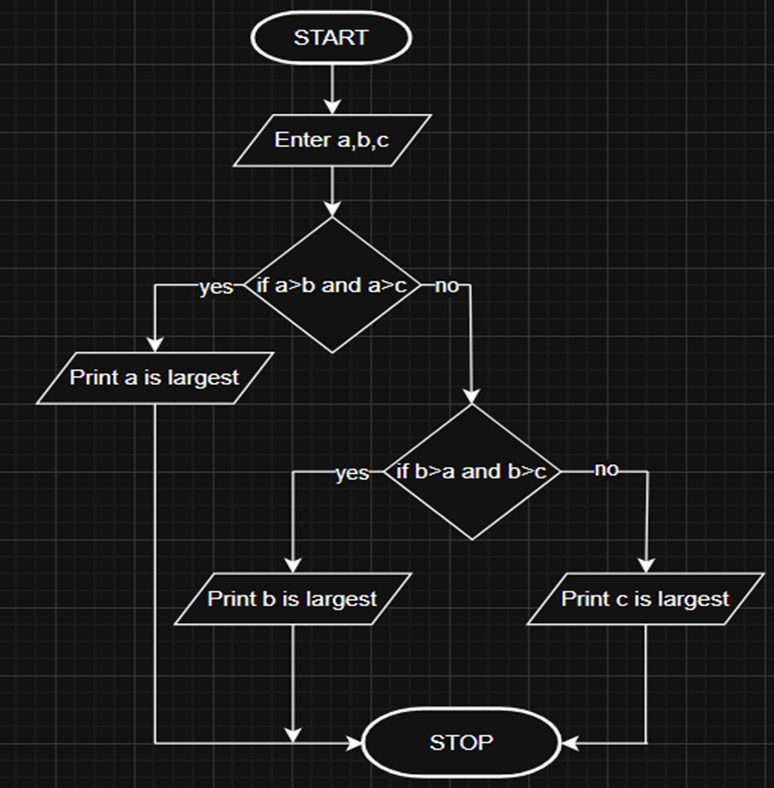 START
Enter a,b,c
if a>b and a>c
yes
no
Print a is largest
if b>a and b>c
yes
no
Print b is largest
Print c is largest
STOP